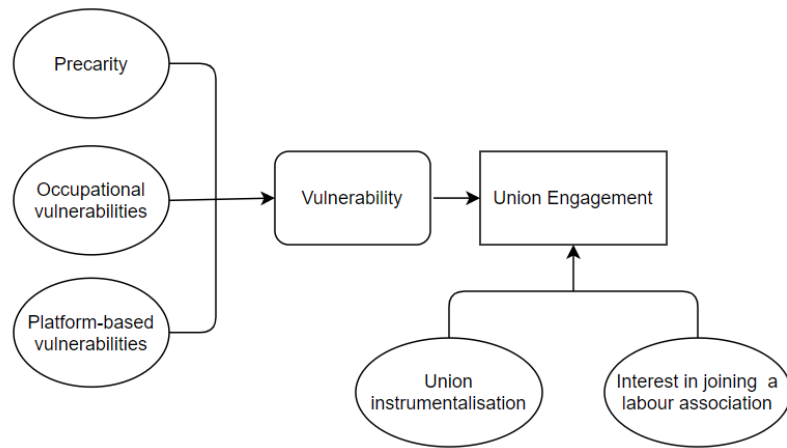 Precarity
Occupational
vulnerabilities
Platform-based
vulnerabilities
Vulnerability
Union Engagement
Union
instrumentalisation
Interest in joining a
labour association